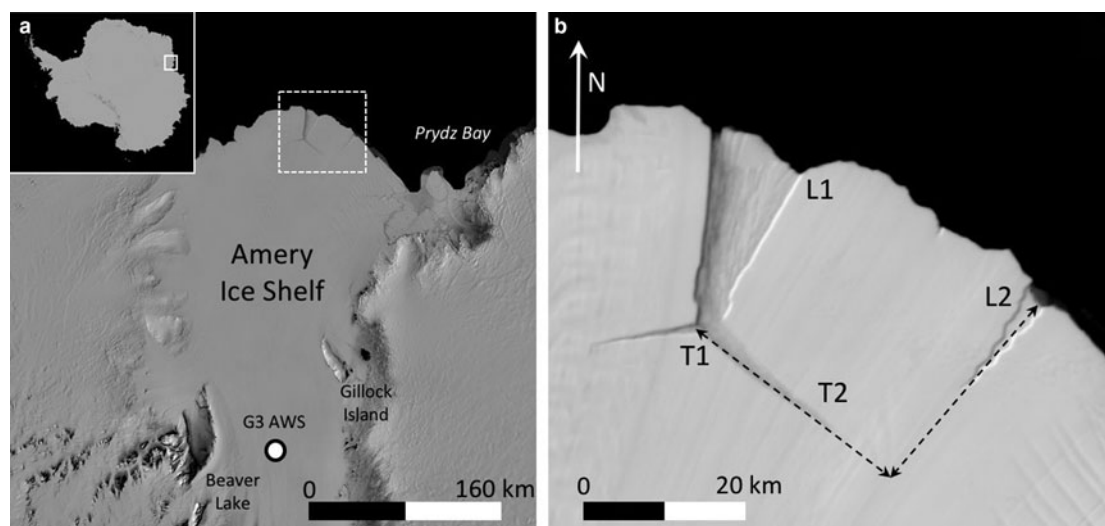 a
Prydz Bay
Amery
Ice Shelf
Gillock
Island
G3 AWS
Beaver
Lake
0
160 km
b
N
L1
L2
T1
T2
0
20 km